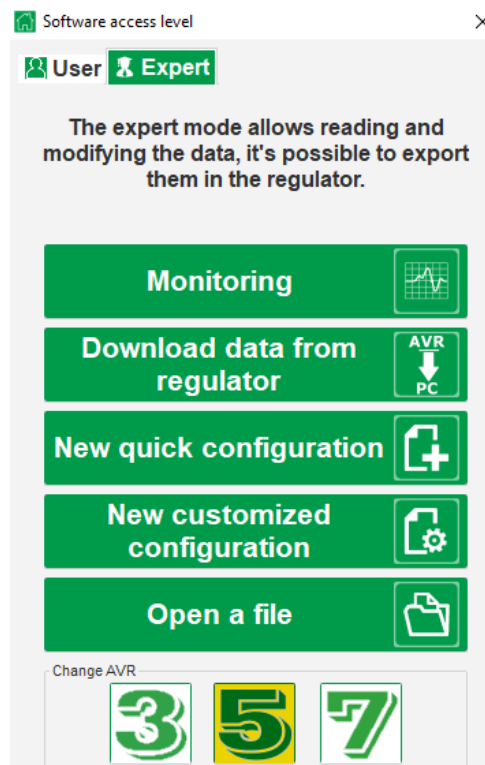 Software access level
User Expert
The expert mode allows reading and
modifying the data, it's possible to export
them in the regulator.
Monitoring
Download data from
regulator
AVR
PC
New quick configuration
New customized
configuration
Open a file
Change AVR
3 5 7